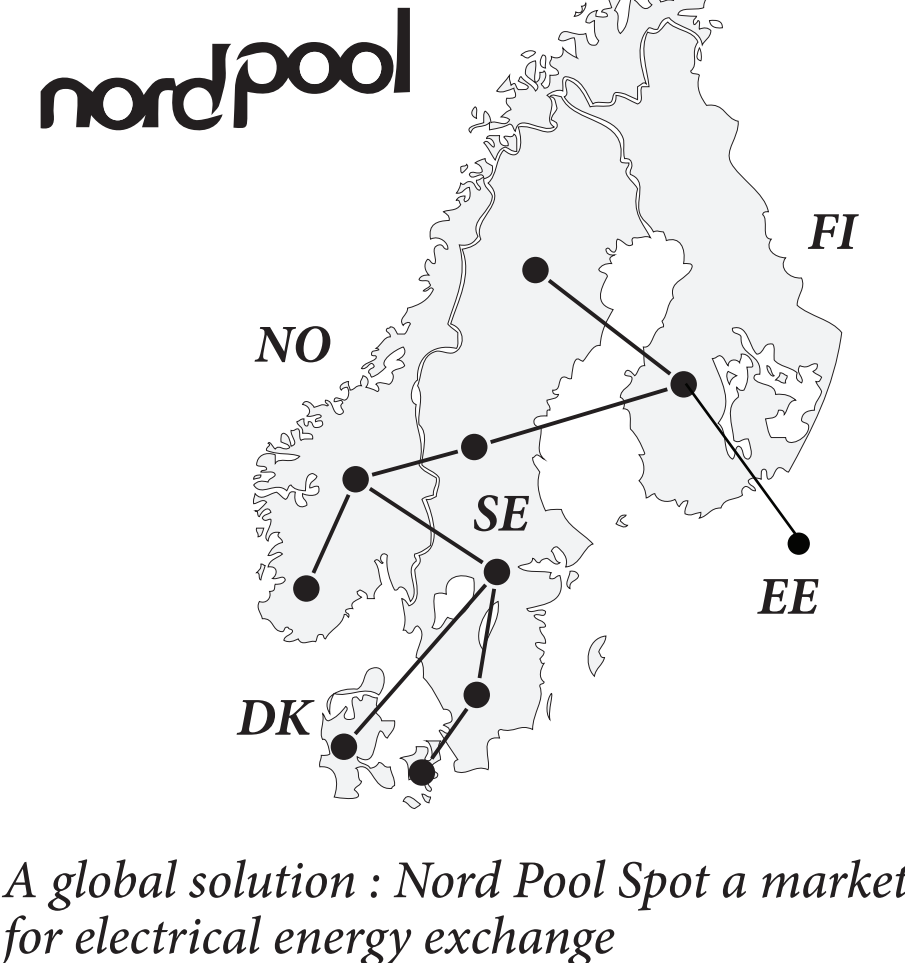 nordpool
FI
NO
SE
EE
DK
A global solution : Nord Pool Spot a market
for electrical energy exchange